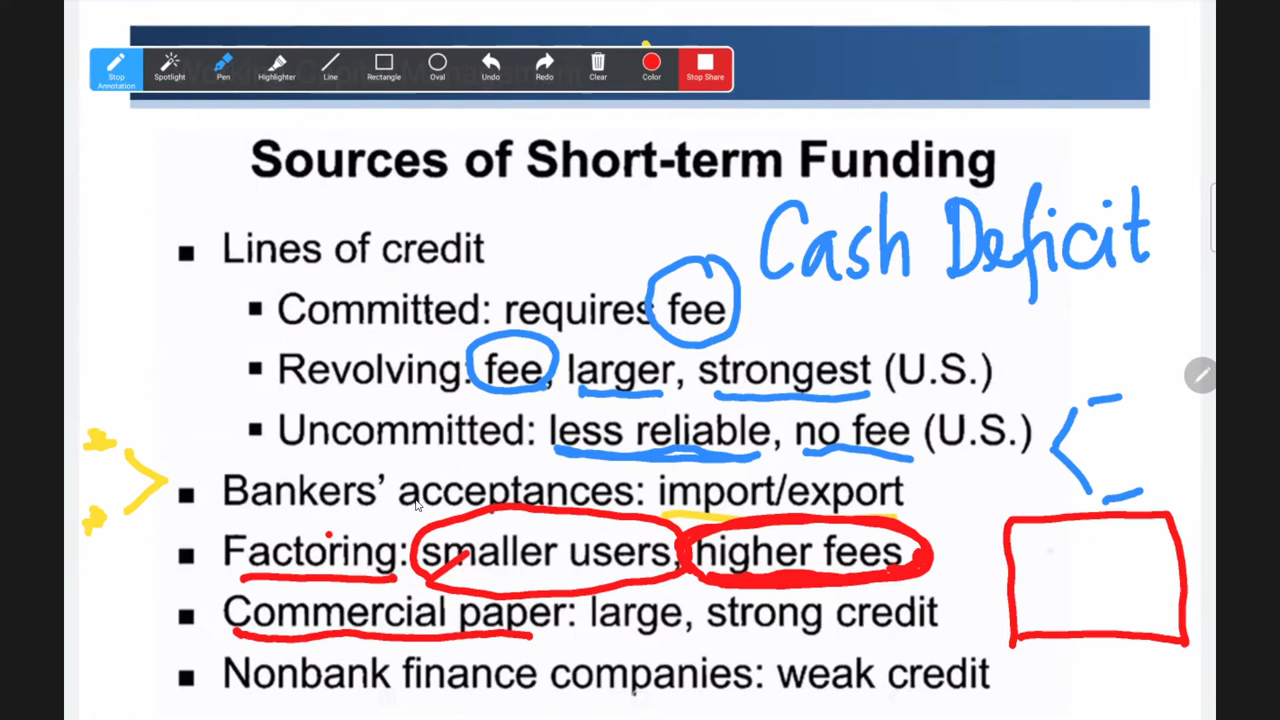 Stop Annotation
Spotlight
Pen
Highlighter
Line
Rectangle
Oval
Undo
Redo
Clear
Color
Stop Share
Sources of Short-term Funding
Cash Deficit
▪ Lines of credit
▪ Committed: requires fee
▪ Revolving: fee, larger, strongest (U.S.)
▪ Uncommitted: less reliable, no fee (U.S.)
▪ Bankers’ acceptances: import/export
▪ Factoring: smaller users, higher fees
▪ Commercial paper: large, strong credit
▪ Nonbank finance companies: weak credit